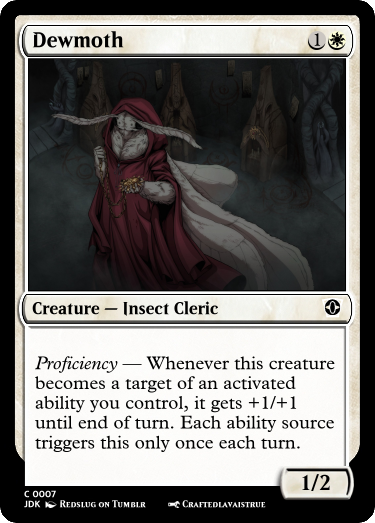 Dewmoth
1
Creature — Insect Cleric
Proficiency — Whenever this creature
becomes a target of an activated
ability you control, it gets +1/+1
until end of turn. Each ability source
triggers this only once each turn.
1/2
C 0007
JDK Redslug on Tumblr Craftedlavaistrue